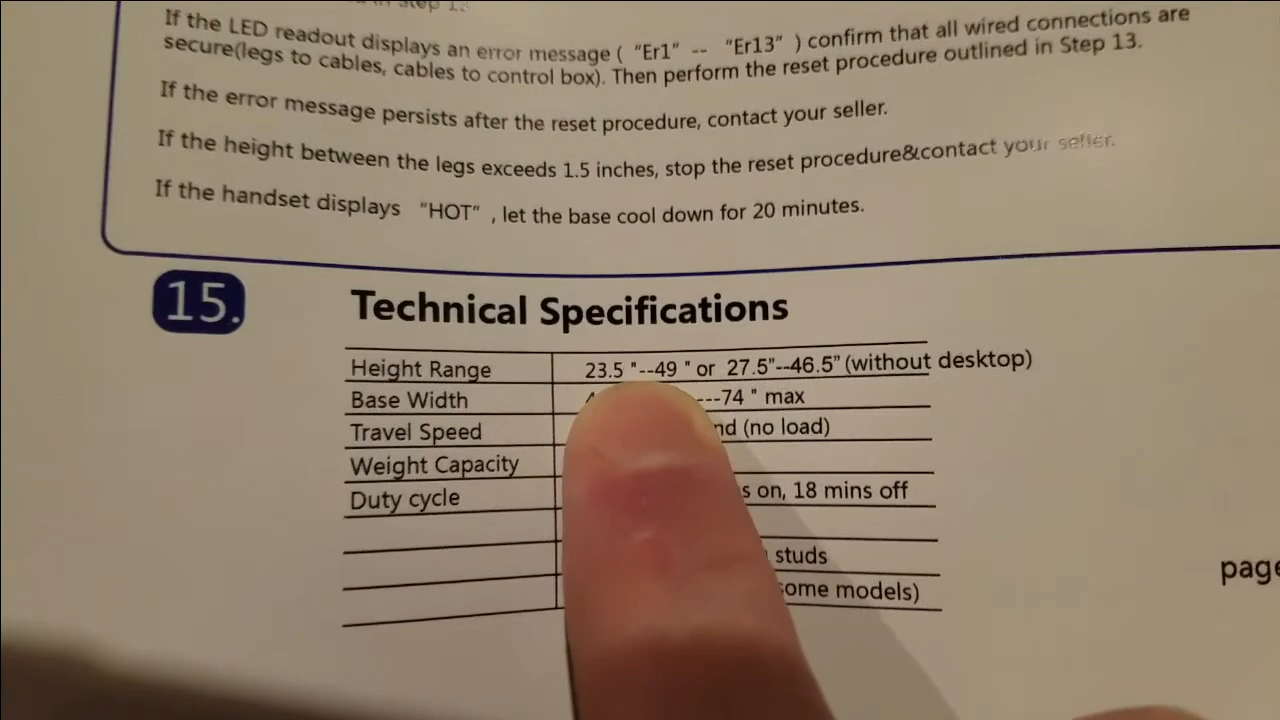 If the LED readout displays an error message ( “Er1” -- “Er13” ) confirm that all wired connections are
secure(legs to cables, cables to control box). Then perform the reset procedure outlined in Step 13.
If the error message persists after the reset procedure, contact your seller.
If the height between the legs exceeds 1.5 inches, stop the reset procedure&contact your seller.
If the handset displays “HOT” , let the base cool down for 20 minutes.
15. Technical Specifications
Height Range 23.5 "--49 " or 27.5"--46.5" (without desktop)
Base Width ---74 " max
Travel Speed (no load)
Weight Capacity
Duty cycle on, 18 mins off
studs
models)